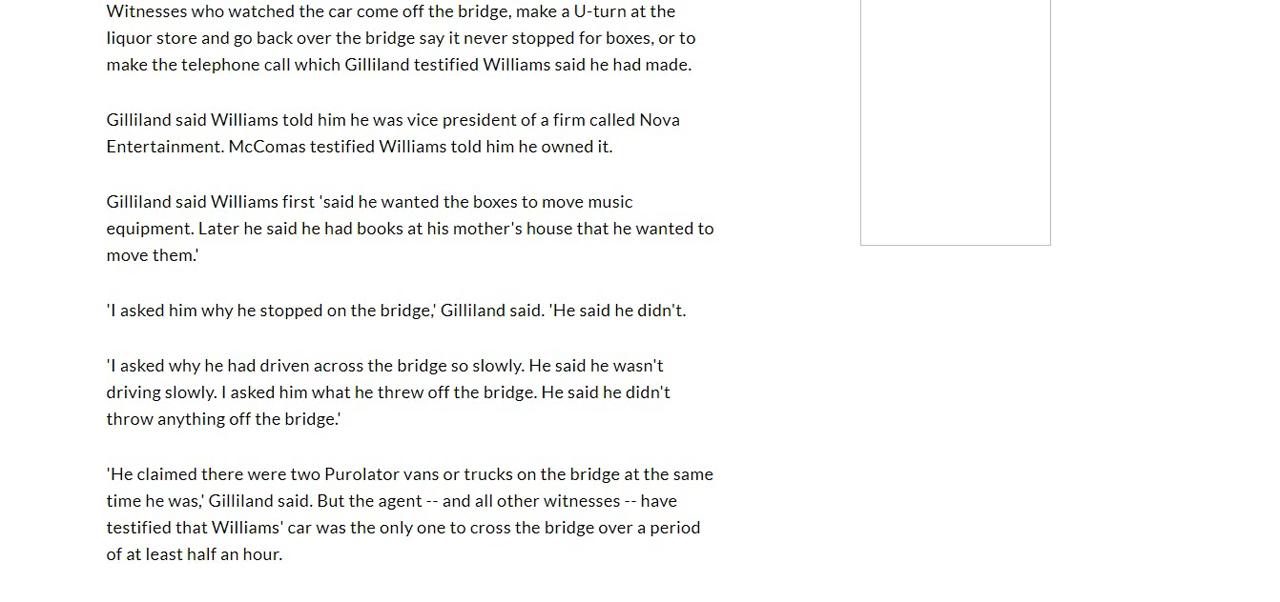 Witnesses who watched the car come off the bridge, make a U-turn at the
liquor store and go back over the bridge say it never stopped for boxes, or to
make the telephone call which Gilliland testified Williams said he had made.
Gilliland said Williams told him he was vice president of a firm called Nova
Entertainment. McComas testified Williams told him he owned it.
Gilliland said Williams first 'said he wanted the boxes to move music
equipment. Later he said he had books at his mother's house that he wanted to
move them.'
'I asked him why he stopped on the bridge,' Gilliland said. 'He said he didn't.
'I asked why he had driven across the bridge so slowly. He said he wasn't
driving slowly. I asked him what he threw off the bridge. He said he didn't
throw anything off the bridge.'
'He claimed there were two Purolator vans or trucks on the bridge at the same
time he was,' Gilliland said. But the agent -- and all other witnesses -- have
testified that Williams' car was the only one to cross the bridge over a period
of at least half an hour.